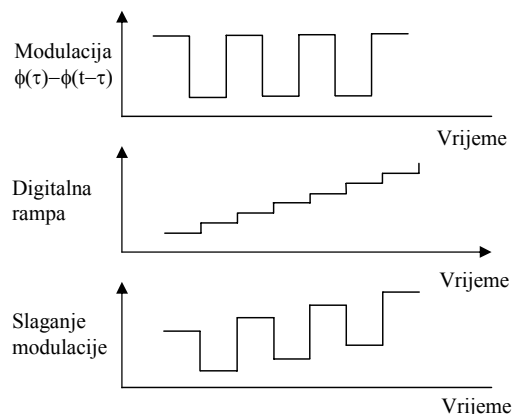 Modulacija
ϕ(τ)−ϕ(t−τ)
Vrijeme
Digitalna
rampa
Vrijeme
Slaganje
modulacije
Vrijeme